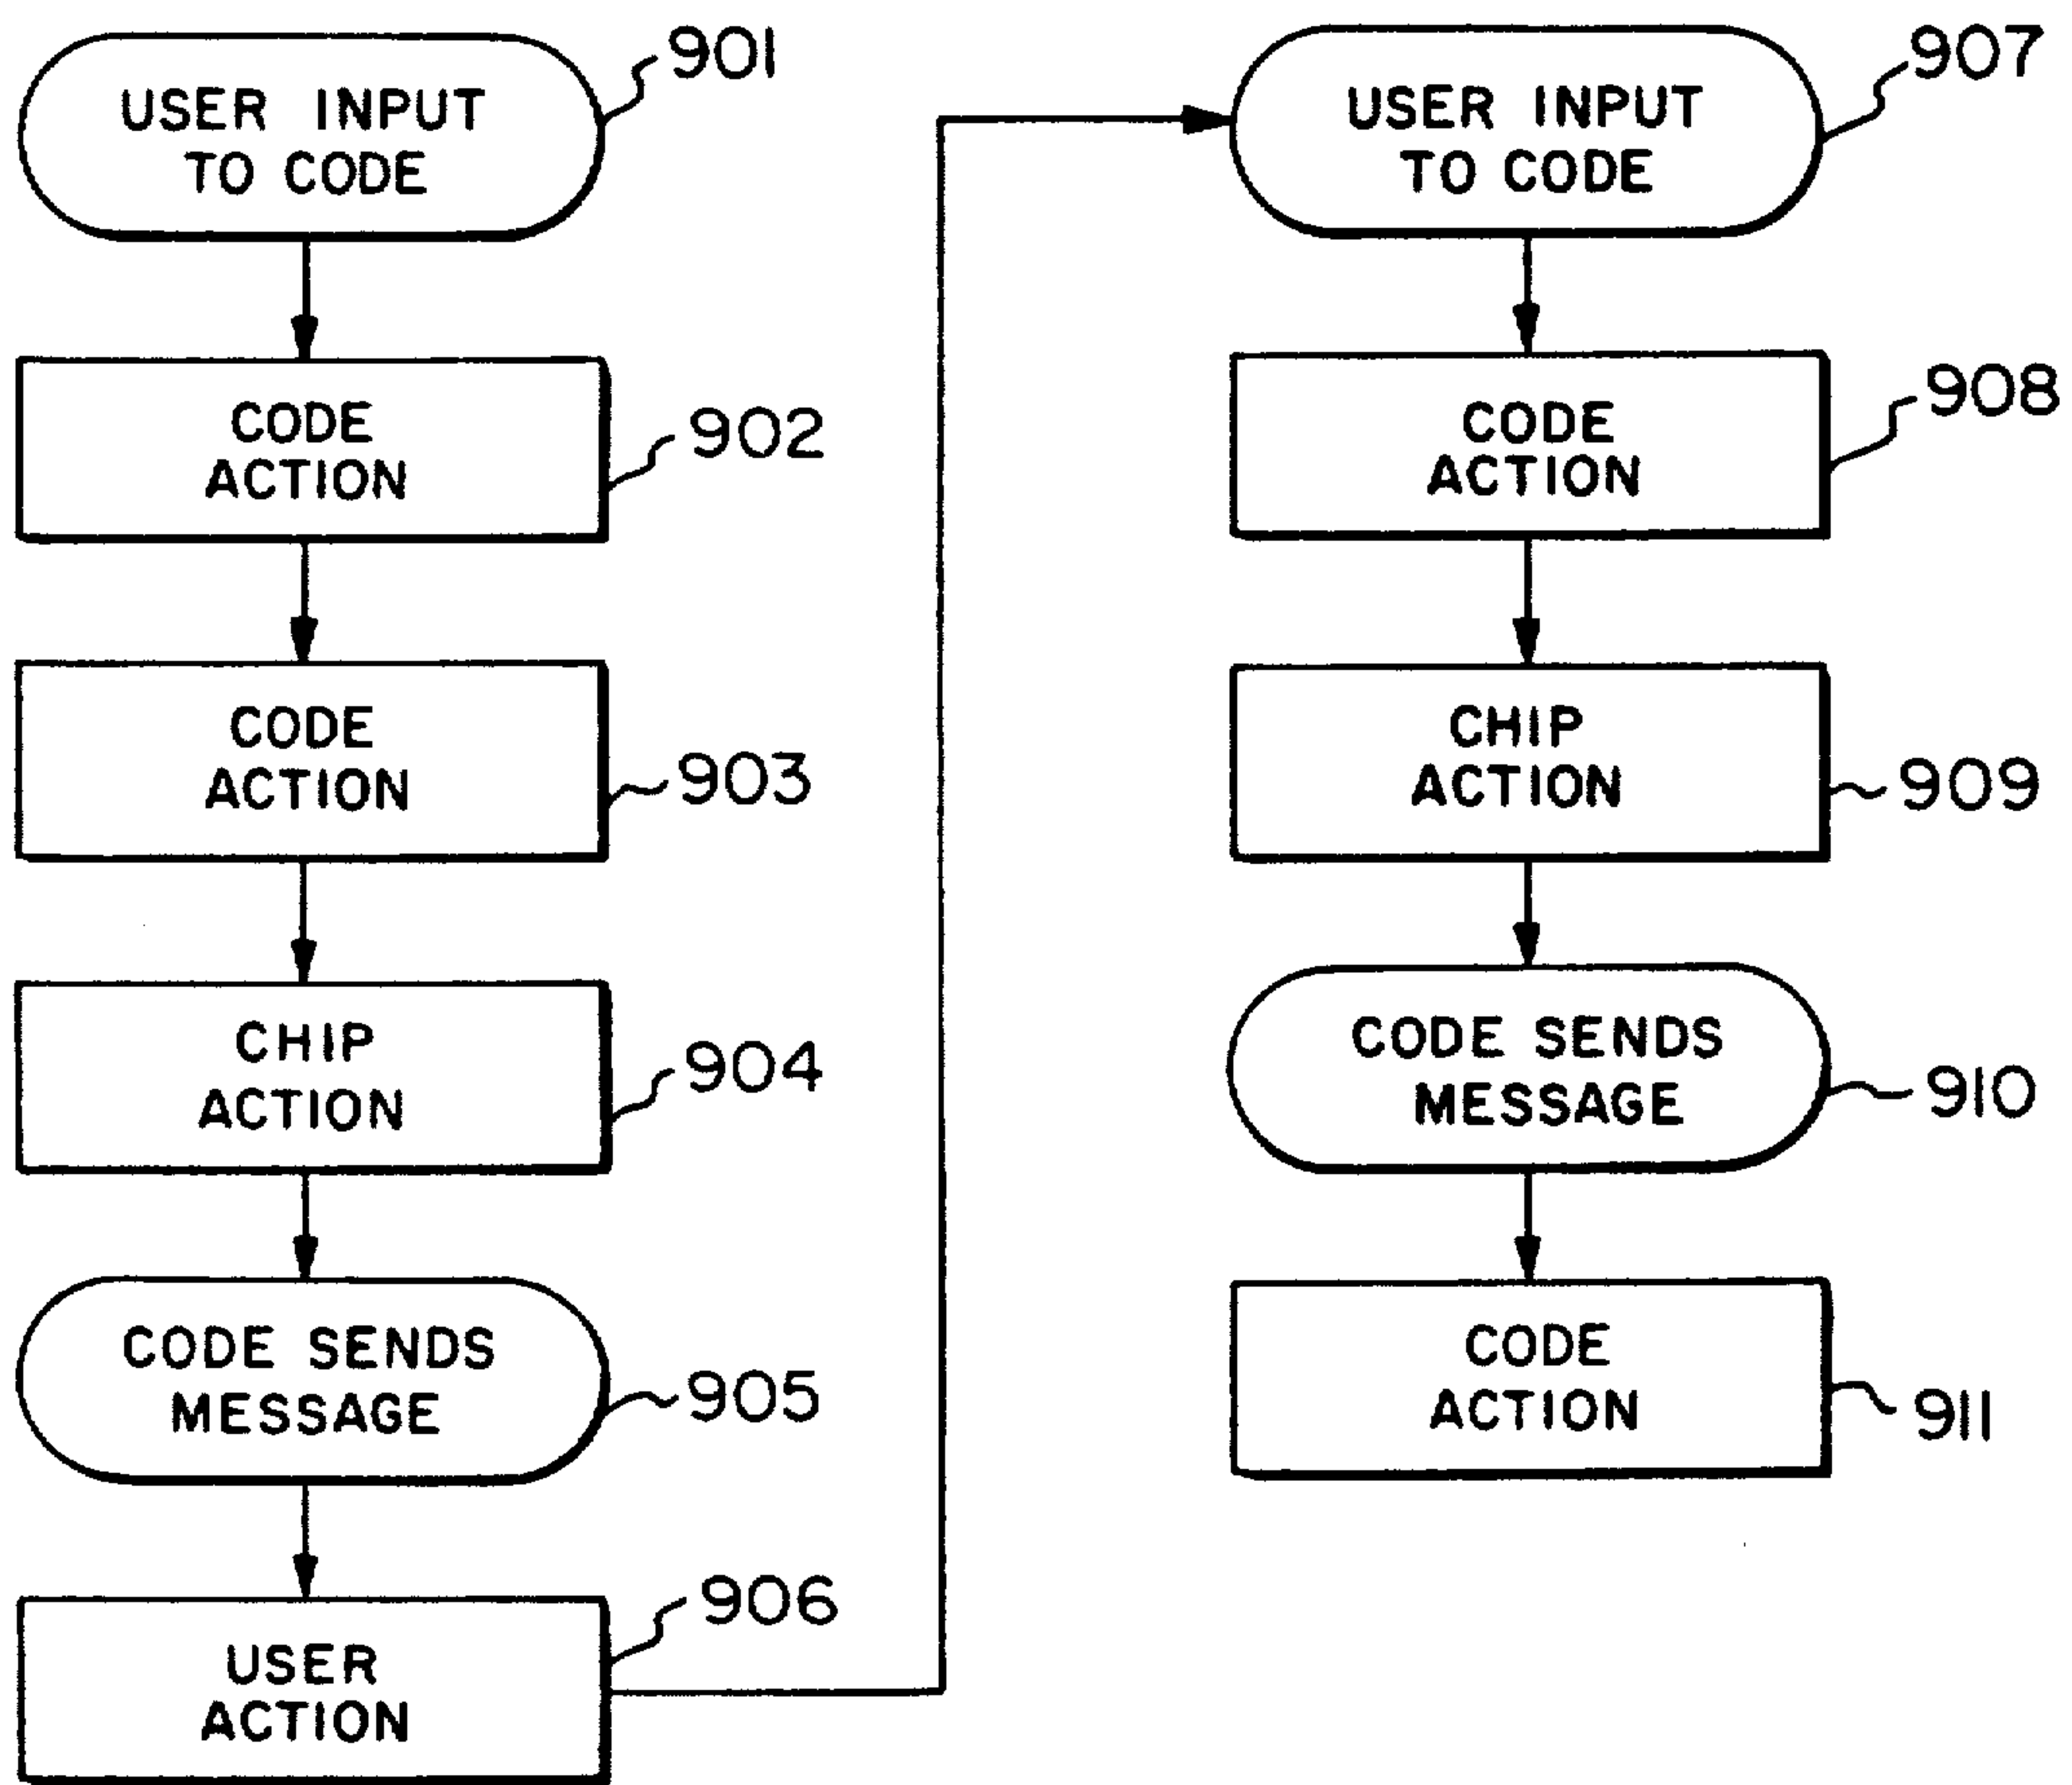 USER INPUT
TO CODE
901
CODE
ACTION
902
CODE
ACTION
903
CHIP
ACTION
904
CODE SENDS
MESSAGE
905
USER
ACTION
906
USER INPUT
TO CODE
907
CODE
ACTION
908
CHIP
ACTION
909
CODE SENDS
MESSAGE
910
CODE
ACTION
911